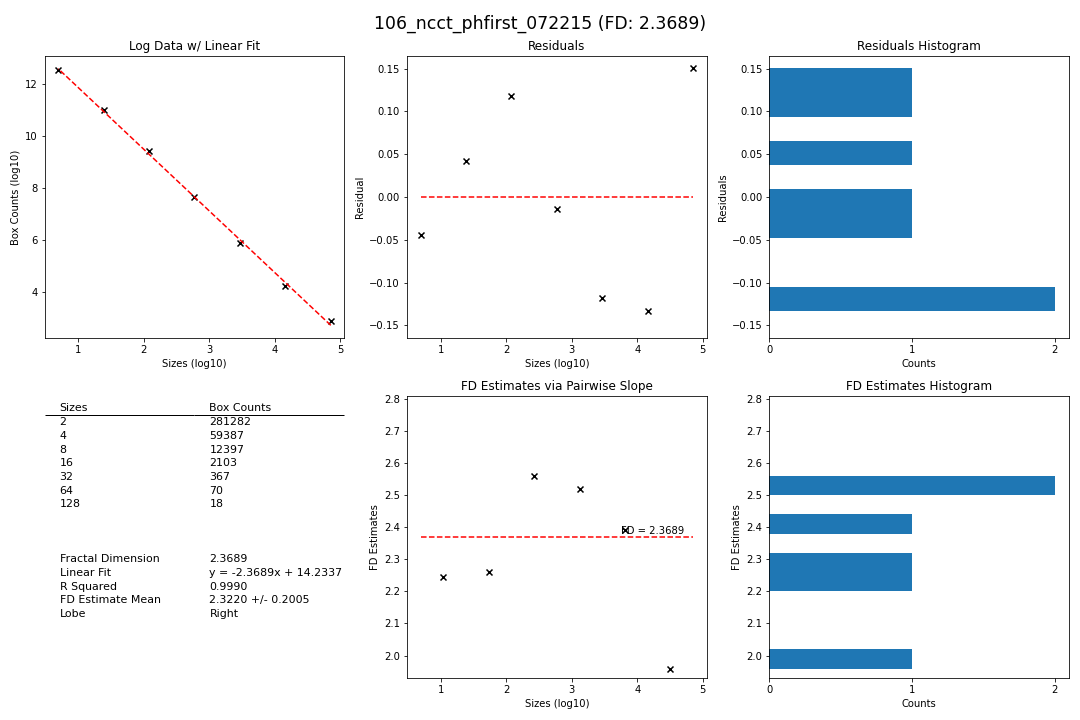 106_ncct_phfirst_072215 (FD: 2.3689)
Log Data w/ Linear Fit
12
10
8
6
4
Box Counts (log10)
1 2 3 4 5
Sizes (log10)
Residuals
0.15
0.10
0.05
0.00
−0.05
−0.10
−0.15
Residual
1 2 3 4 5
Sizes (log10)
Residuals Histogram
0.15
0.10
0.05
0.00
−0.05
−0.10
−0.15
Residuals
0 1 2
Counts
Sizes Box Counts
2 281282
4 59387
8 12397
16 2103
32 367
64 70
128 18
Fractal Dimension 2.3689
Linear Fit y = -2.3689x + 14.2337
R Squared 0.9990
FD Estimate Mean 2.3220 +/- 0.2005
Lobe Right
FD Estimates via Pairwise Slope
2.8
2.7
2.6
2.5
2.4
2.3
2.2
2.1
2.0
FD Estimates
FD = 2.3689
1 2 3 4 5
Sizes (log10)
FD Estimates Histogram
2.8
2.7
2.6
2.5
2.4
2.3
2.2
2.1
2.0
FD Estimates
0 1 2
Counts